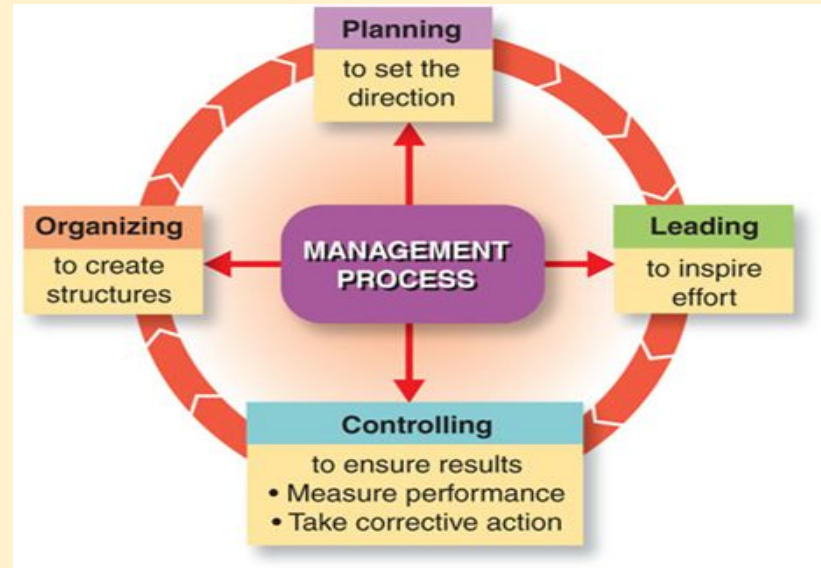 Planning
to set the
direction
Organizing
to create
structures
MANAGEMENT
PROCESS
Leading
to inspire
effort
Controlling
to ensure results
• Measure performance
• Take corrective action